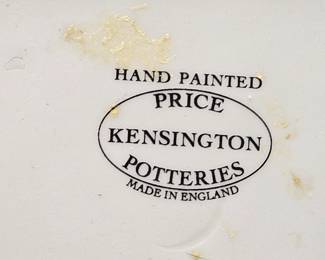 HAND PAINTED
PRICE
KENSINGTON
POTTERIES
MADE IN ENGLAND